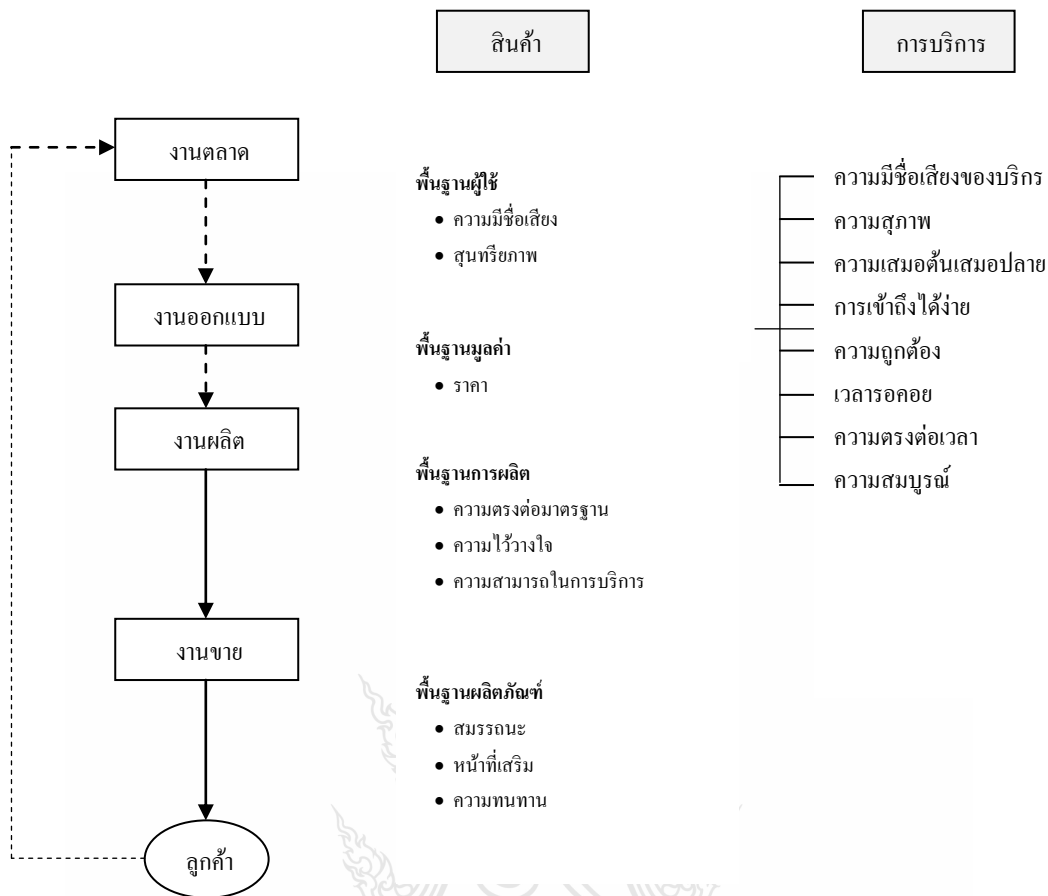 สินค้า
การบริการ
งานตลาด
งานออกแบบ
งานผลิต
งานขาย
ลูกค้า
พื้นฐานผู้ใช้
• ความมีชื่อเสียง
• สุนทรียภาพ
พื้นฐานมูลค่า
• ราคา
พื้นฐานการผลิต
• ความตรงต่อมาตรฐาน
• ความไว้วางใจ
• ความสามารถในการบริการ
พื้นฐานผลิตภัณฑ์
• สมรรถนะ
• หน้าที่เสริม
• ความทนทาน
ความมีชื่อเสียงของบริกร
ความสุภาพ
ความเสมอต้นเสมอปลาย
การเข้าถึงได้ง่าย
ความถูกต้อง
เวลารอคอย
ความตรงต่อเวลา
ความสมบูรณ์